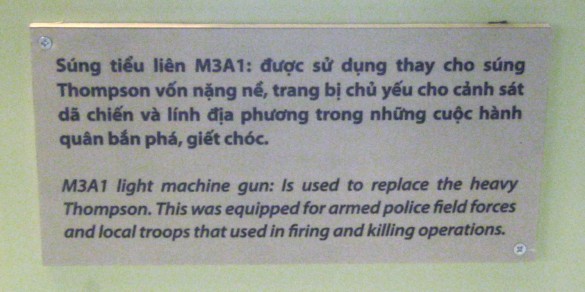 Súng tiểu liên M3A1: được sử dụng thay cho súng
Thompson vốn nặng nề, trang bị chủ yếu cho cảnh sát
dã chiến và lính địa phương trong những cuộc hành
quân bắn phá, giết chóc.
M3A1 light machine gun: Is used to replace the heavy
Thompson. This was equipped for armed police field forces
and local troops that used in firing and killing operations.